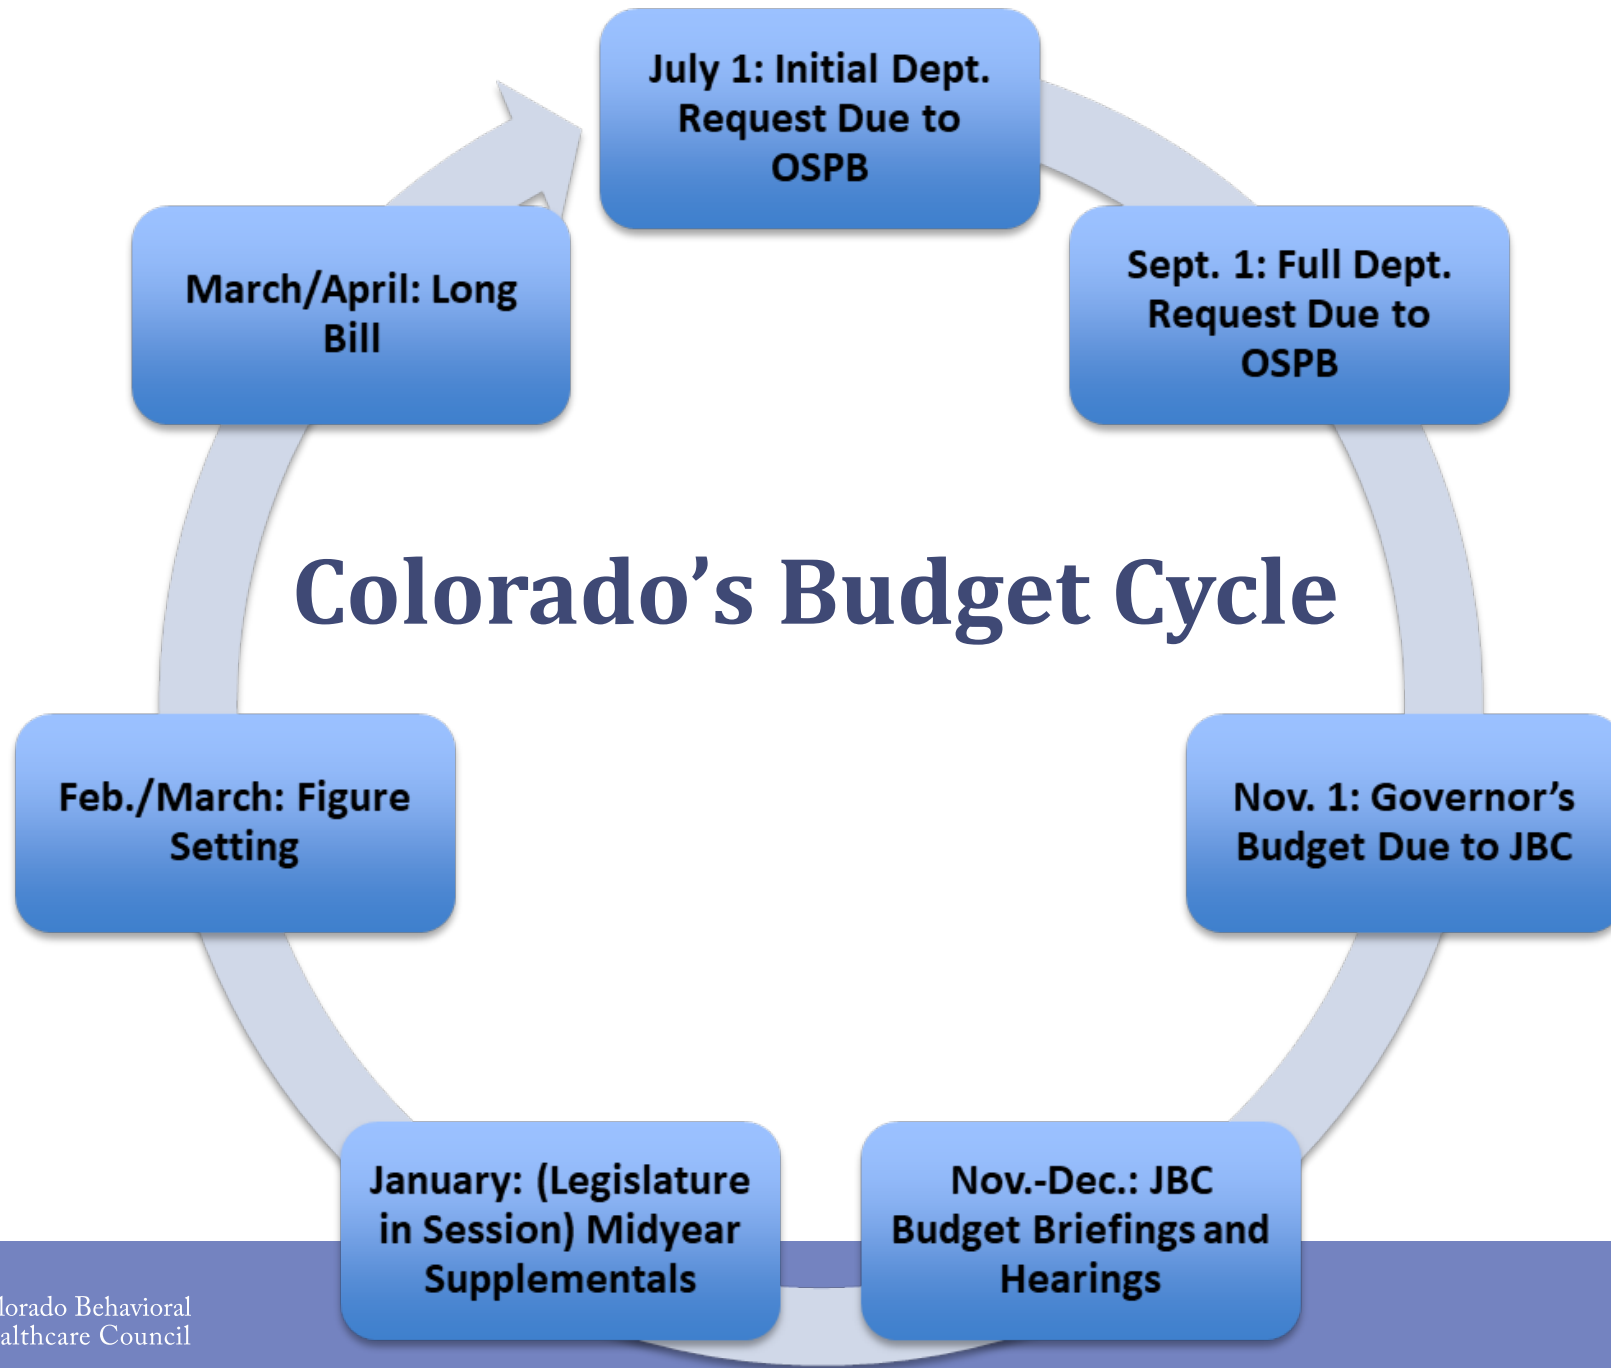 July 1: Initial Dept.
Request Due to
OSPB
Sept. 1: Full Dept.
Request Due to
OSPB
Nov. 1: Governor’s
Budget Due to JBC
Nov.-Dec.: JBC
Budget Briefings and
Hearings
January: (Legislature
in Session) Midyear
Supplementals
Feb./March: Figure
Setting
March/April: Long
Bill
Colorado’s Budget Cycle
lorado Behavioral
althcare Council